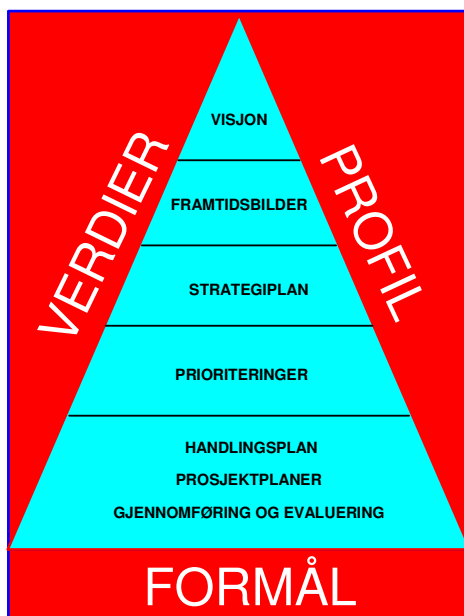 VISJON
VERDIER
PROFIL
FRAMTIDSBILDER
STRATEGIPLAN
PRIORITERINGER
HANDLINGSPLAN
PROSJEKTPLANER
GJENNOMFØRING OG EVALUERING
FORMÅL